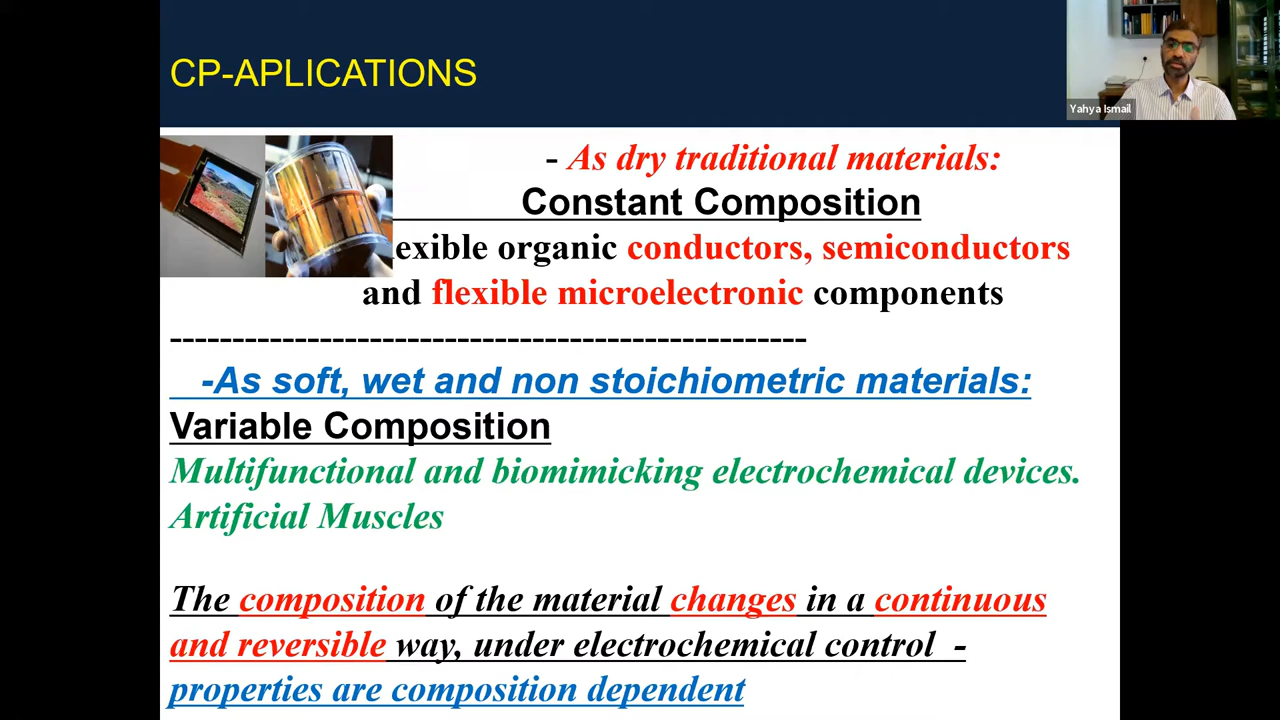 CP-APLICATIONS
Yahya Ismail
- As dry traditional materials:
Constant Composition
lexible organic conductors, semiconductors
and flexible microelectronic components
---------------------------------------------------
-As soft, wet and non stoichiometric materials:
Variable Composition
Multifunctional and biomimicking electrochemical devices.
Artificial Muscles
The composition of the material changes in a continuous
and reversible way, under electrochemical control -
properties are composition dependent